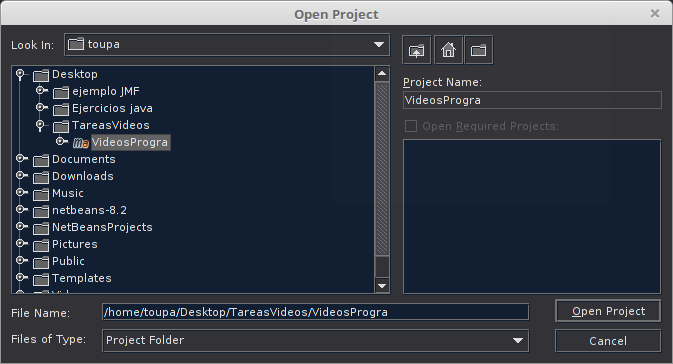 Open Project
Look In: toupa
Desktop
ejemplo JMF
Ejercicios java
TareasVideos
VideosProgra
Documents
Downloads
Music
netbeans-8.2
NetBeansProjects
Pictures
Public
Templates
Project Name:
VideosProgra
Open Required Projects:
File Name: /home/toupa/Desktop/TareasVideos/VideosProgra
Open Project
Files of Type: Project Folder
Cancel